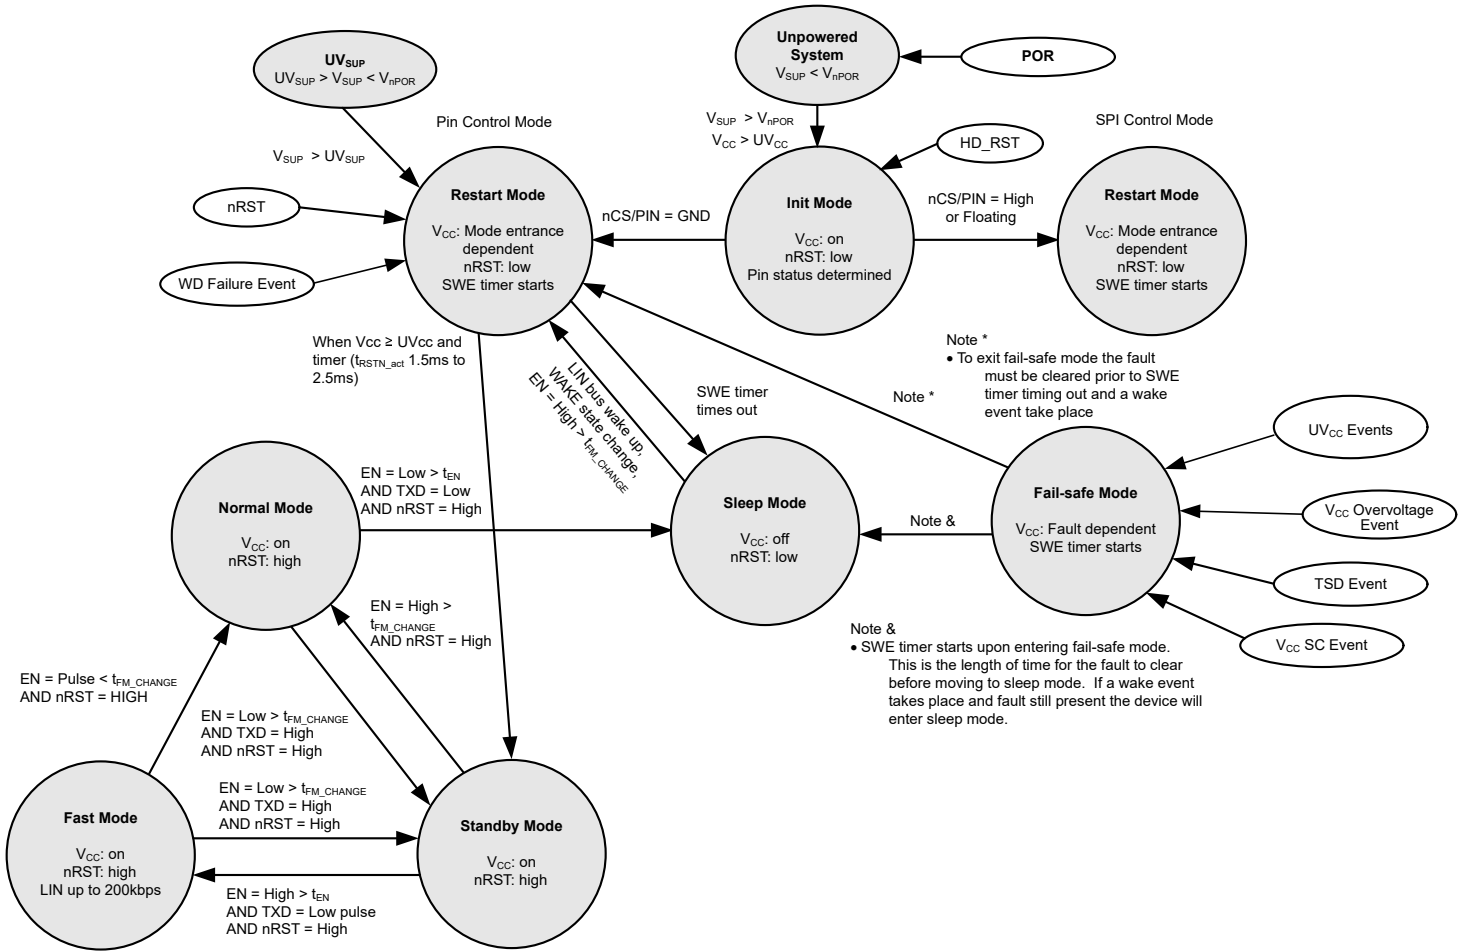 UVSUP
UVSUP > VSUP < VnPOR
Unpowered
System
VSUP < VnPOR
POR
VSUP > VnPOR
VCC > UVCC
Pin Control Mode
SPI Control Mode
HD_RST
VSUP > UVSUP
nRST
WD Failure Event
Restart Mode
VCC: Mode entrance
dependent
nRST: low
SWE timer starts
nCS/PIN = GND
Init Mode
VCC: on
nRST: low
Pin status determined
nCS/PIN = High
or Floating
Restart Mode
VCC: Mode entrance
dependent
nRST: low
SWE timer starts
When Vcc ≥ UVcc and
timer (tRSTN_act 1.5ms to
2.5ms)
LIN bus wake up,
WAKE state change,
EN = High > tFM_CHANGE
SWE timer
times out
Note *
Note *
• To exit fail-safe mode the fault
must be cleared prior to SWE
timer timing out and a wake
event take place
UVCC Events
VCC Overvoltage
Event
TSD Event
VCC SC Event
Fail-safe Mode
VCC: Fault dependent
SWE timer starts
Note &
Sleep Mode
VCC: off
nRST: low
Normal Mode
VCC: on
nRST: high
EN = Low > tEN
AND TXD = Low
AND nRST = High
EN = High >
tFM_CHANGE
AND nRST = High
Note &
• SWE timer starts upon entering fail-safe mode.
This is the length of time for the fault to clear
before moving to sleep mode. If a wake event
takes place and fault still present the device will
enter sleep mode.
EN = Pulse < tFM_CHANGE
AND nRST = HIGH
EN = Low > tFM_CHANGE
AND TXD = High
AND nRST = High
EN = Low > tFM_CHANGE
AND TXD = High
AND nRST = High
Fast Mode
VCC: on
nRST: high
LIN up to 200kbps
Standby Mode
VCC: on
nRST: high
EN = High > tEN
AND TXD = Low pulse
AND nRST = High